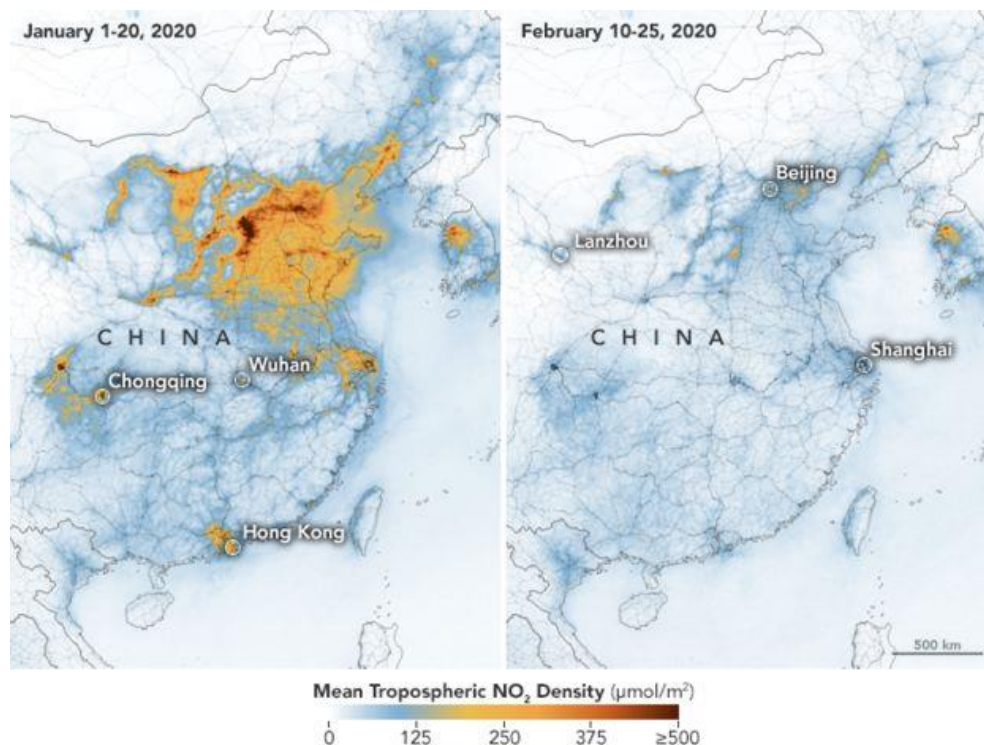 January 1-20, 2020
CHINA
Wuhan
Chongqing
Hong Kong
February 10-25, 2020
Beijing
Lanzhou
CHINA
Shanghai
500 km
Mean Tropospheric NO₂ Density (μmol/m²)
0 125 250 375 ≥500